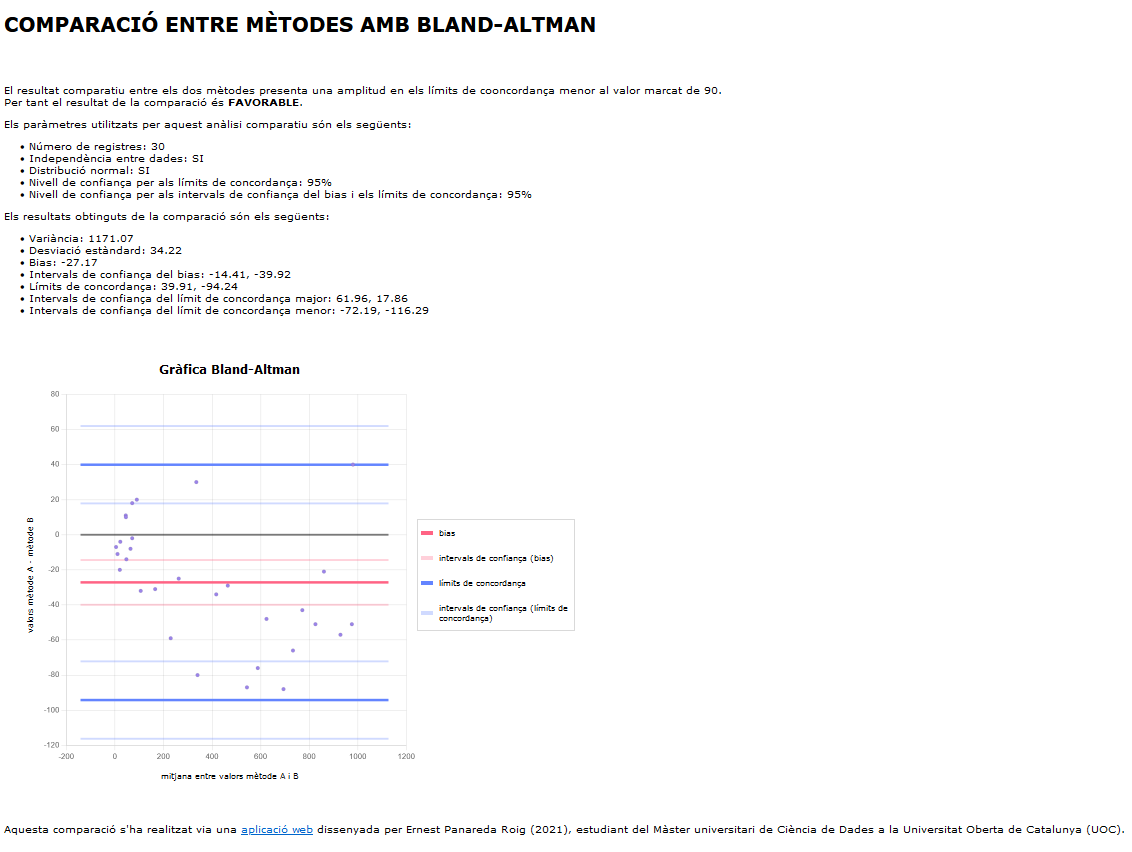 COMPARACIÓ ENTRE MÈTODES AMB BLAND-ALTMAN
El resultat comparatiu entre els dos mètodes presenta una amplitud en els límits de cooncordança menor al valor marcat de 90.
Per tant el resultat de la comparació és FAVORABLE.
Els paràmetres utilitzats per aquest anàlisi comparatiu són els següents:
• Número de registres: 30
• Independència entre dades: SI
• Distribució normal: SI
• Nivell de confiança per als límits de concordança: 95%
• Nivell de confiança per als intervals de confiança del bias i els límits de concordança: 95%
Els resultats obtinguts de la comparació són els següents:
• Variància: 1171.07
• Desviació estàndard: 34.22
• Bias: -27.17
• Intervals de confiança del bias: -14.41, -39.92
• Límits de concordança: 39.91, -94.24
• Intervals de confiança del límit de concordança major: 61.96, 17.86
• Intervals de confiança del límit de concordança menor: -72.19, -116.29
Gràfica Bland-Altman
80
60
40
20
0
-20
-40
-60
-80
-100
-120
valors mètode A - mètode B
-200 0 200 400 600 800 1000 1200
mitjana entre valors mètode A i B
bias
intervals de confiança (bias)
límits de concordança
intervals de confiança (límits de
concordança)
Aquesta comparació s'ha realitzat via una aplicació web dissenyada per Ernest Panareda Roig (2021), estudiant del Màster universitari de Ciència de Dades a la Universitat Oberta de Catalunya (UOC).